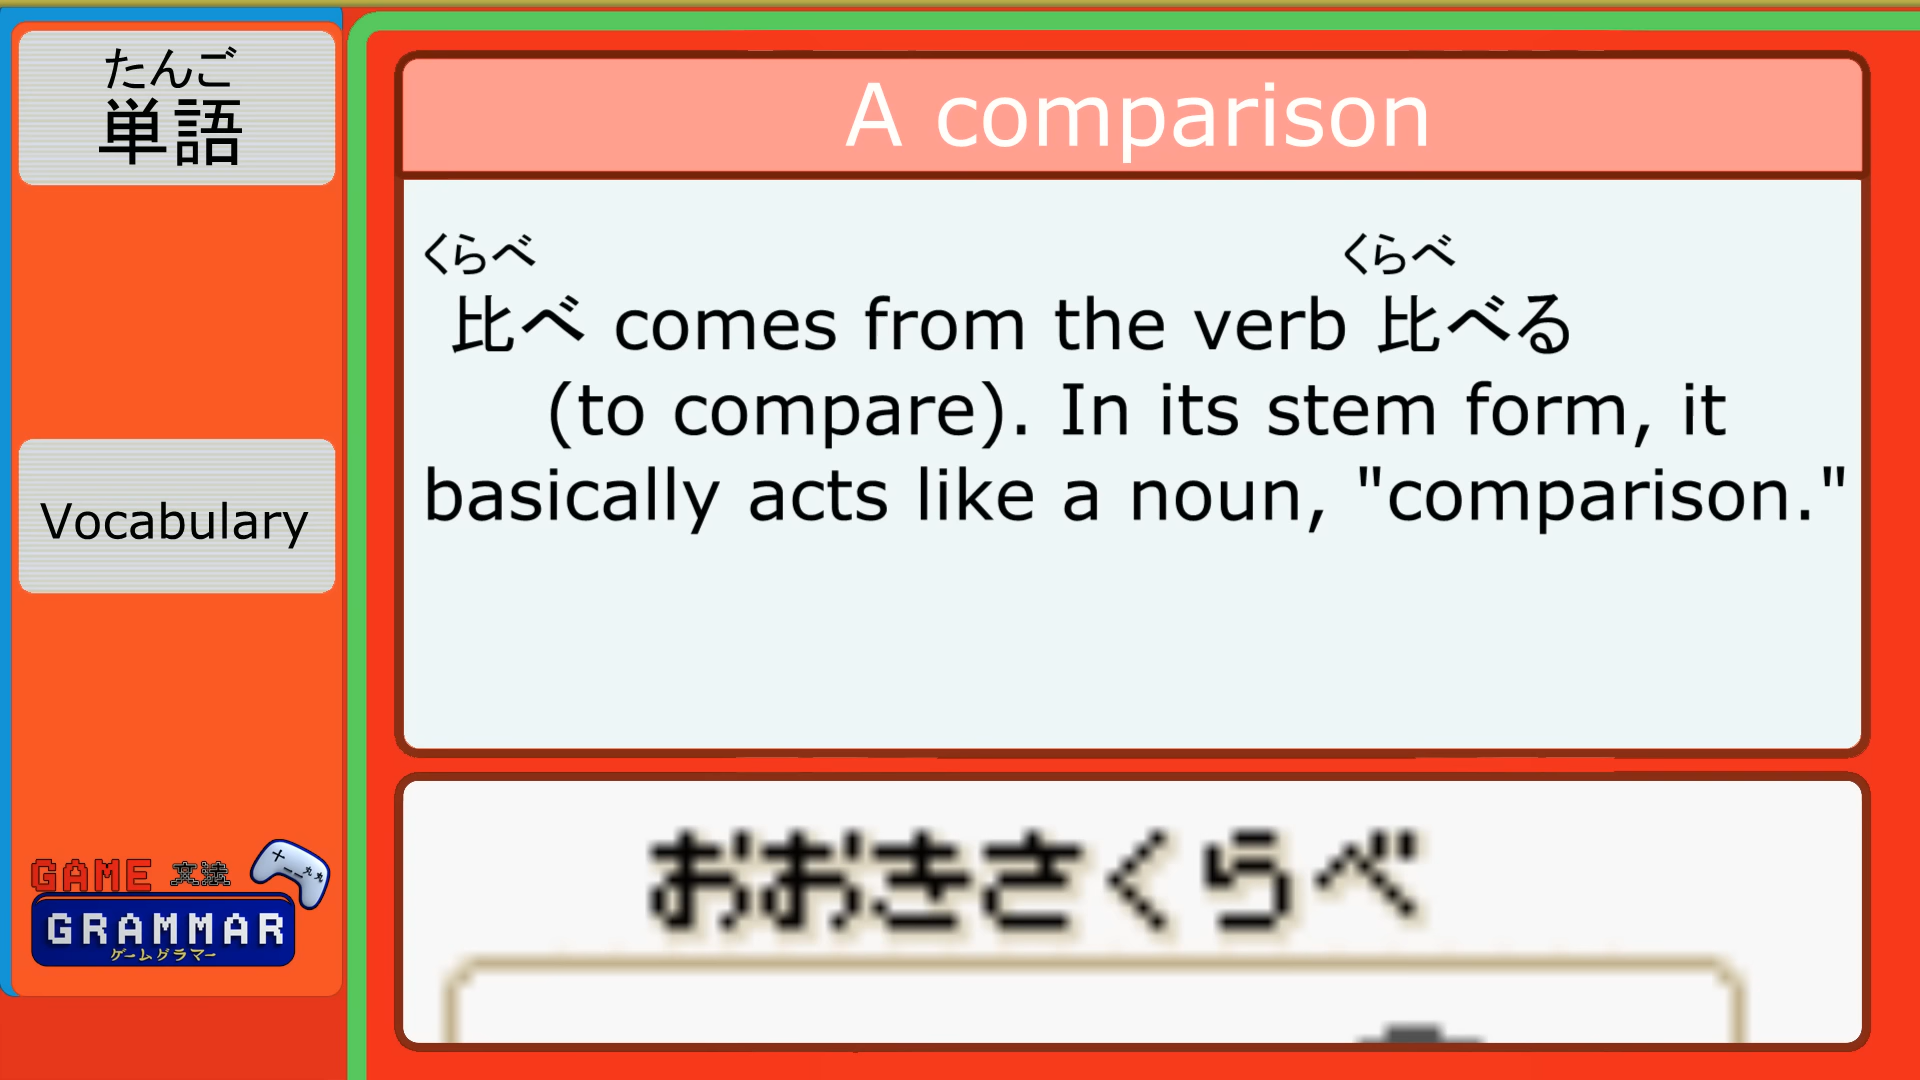 たんご
単語
Vocabulary
GAME 文法
GRAMMAR
ゲームグラマー
A comparison
くらべ くらべ
比べ comes from the verb 比べる
(to compare). In its stem form, it
basically acts like a noun, "comparison."
おおきさくらべ